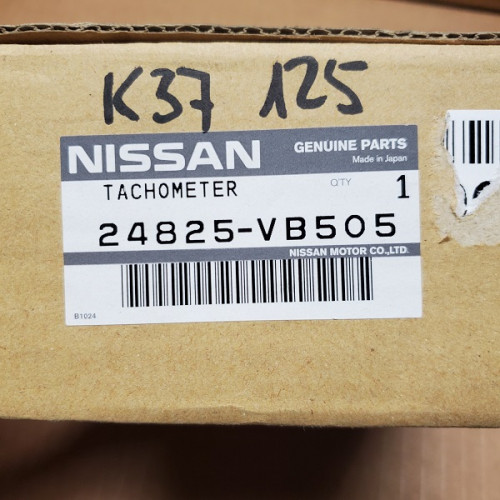 K37 125
NISSAN
GENUINE PARTS
Made in Japan
TACHOMETER Q'TY 1
24825-VB505
NISSAN MOTOR CO.,LTD.
B1024